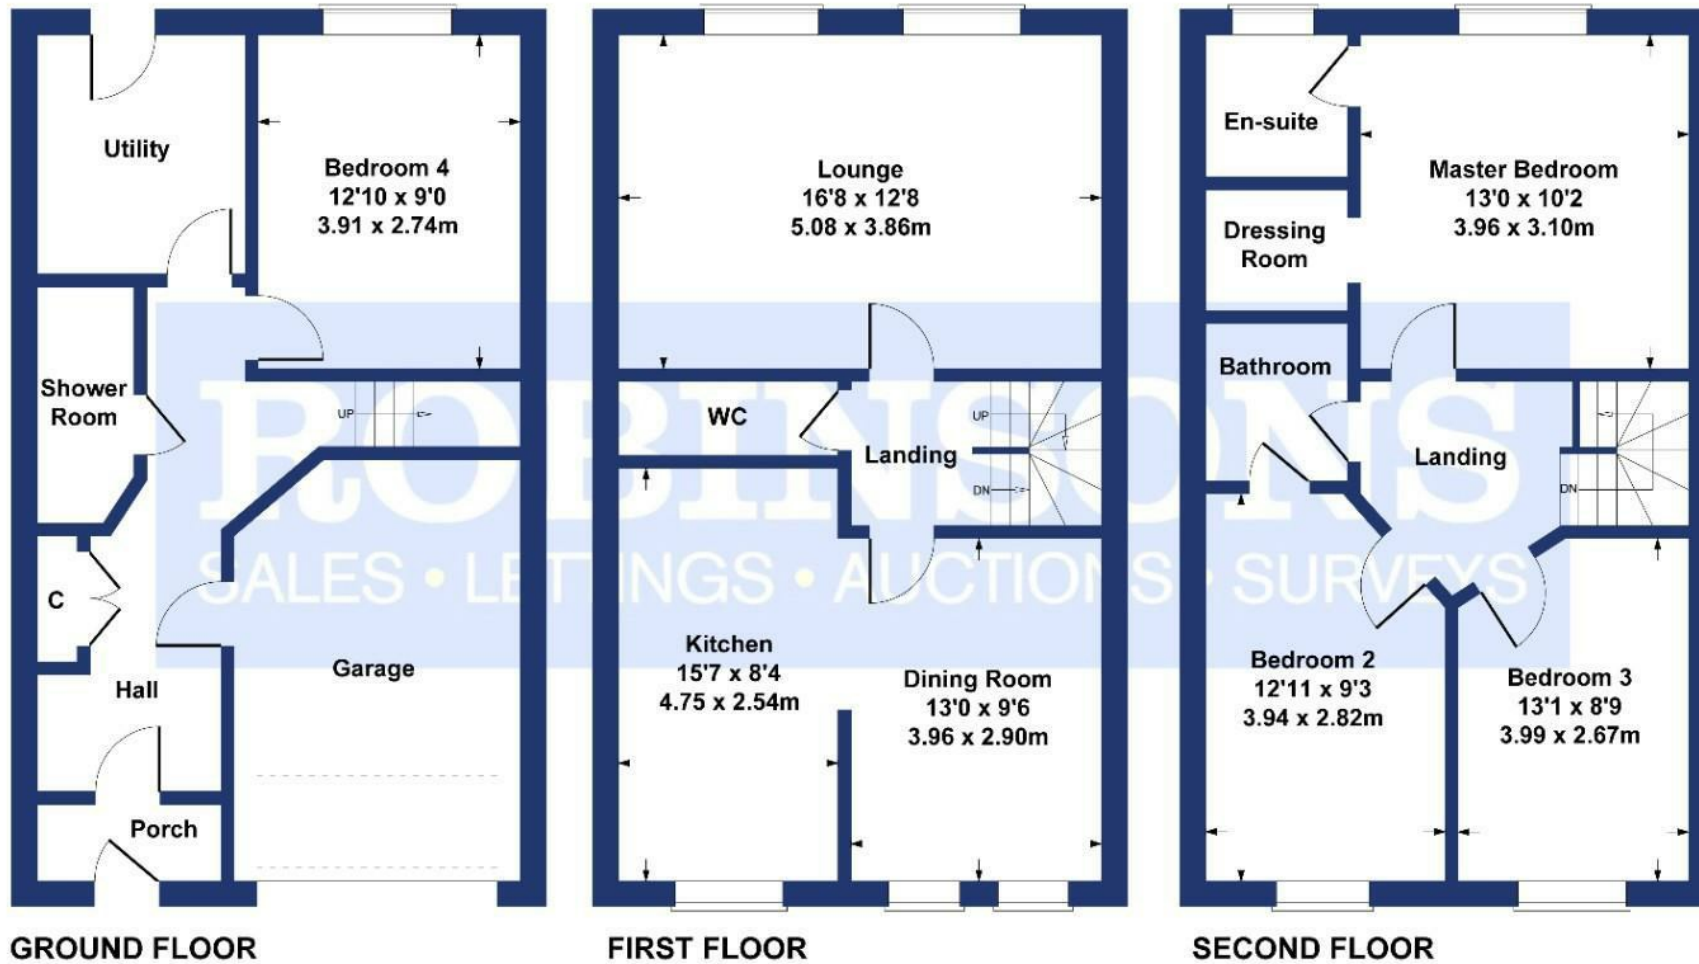 Utility
Bedroom 4
12'10 x 9'0
3.91 x 2.74m
Shower
Room
UP
C
Hall
Garage
Porch
GROUND FLOOR
Lounge
16'8 x 12'8
5.08 x 3.86m
WC
Landing
UP
DN
Kitchen
15'7 x 8'4
4.75 x 2.54m
Dining Room
13'0 x 9'6
3.96 x 2.90m
FIRST FLOOR
En-suite
Master Bedroom
13'0 x 10'2
3.96 x 3.10m
Dressing
Room
Bathroom
Landing
DN
Bedroom 2
12'11 x 9'3
3.94 x 2.82m
Bedroom 3
13'1 x 8'9
3.99 x 2.67m
SECOND FLOOR
ROBINSONS
SALES • LETTINGS • AUCTIONS • SURVEYS